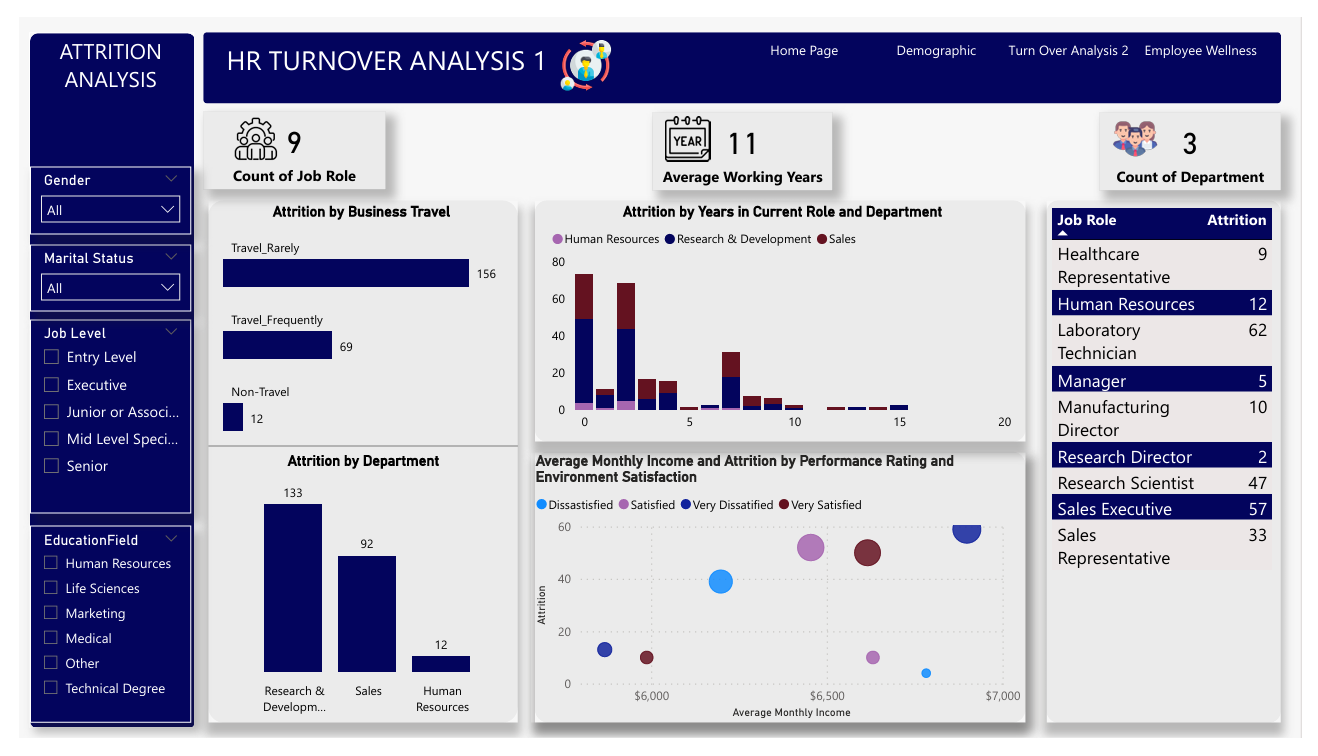 ATTRITION
ANALYSIS
HR TURNOVER ANALYSIS 1
Home Page
Demographic
Turn Over Analysis 2
Employee Wellness
Gender
All
Marital Status
All
Job Level
Entry Level
Executive
Junior or Associ...
Mid Level Speci...
Senior
EducationField
Human Resources
Life Sciences
Marketing
Medical
Other
Technical Degree
9
Count of Job Role
YEAR
11
Average Working Years
3
Count of Department
Attrition by Business Travel
Travel_Rarely
156
Travel_Frequently
69
Non-Travel
12
Attrition by Department
133
92
12
Research &
Developm...
Sales
Human
Resources
Attrition by Years in Current Role and Department
Human Resources
Research & Development
Sales
80
60
40
20
0
0
5
10
15
20
Average Monthly Income and Attrition by Performance Rating and
Environment Satisfaction
Dissastisfied
Satisfied
Very Dissatified
Very Satisfied
Attrition
60
40
20
0
$6,000
$6,500
$7,000
Average Monthly Income
Job Role Attrition
Healthcare 9
Representative
Human Resources 12
Laboratory 62
Technician
Manager 5
Manufacturing 10
Director
Research Director 2
Research Scientist 47
Sales Executive 57
Sales 33
Representative